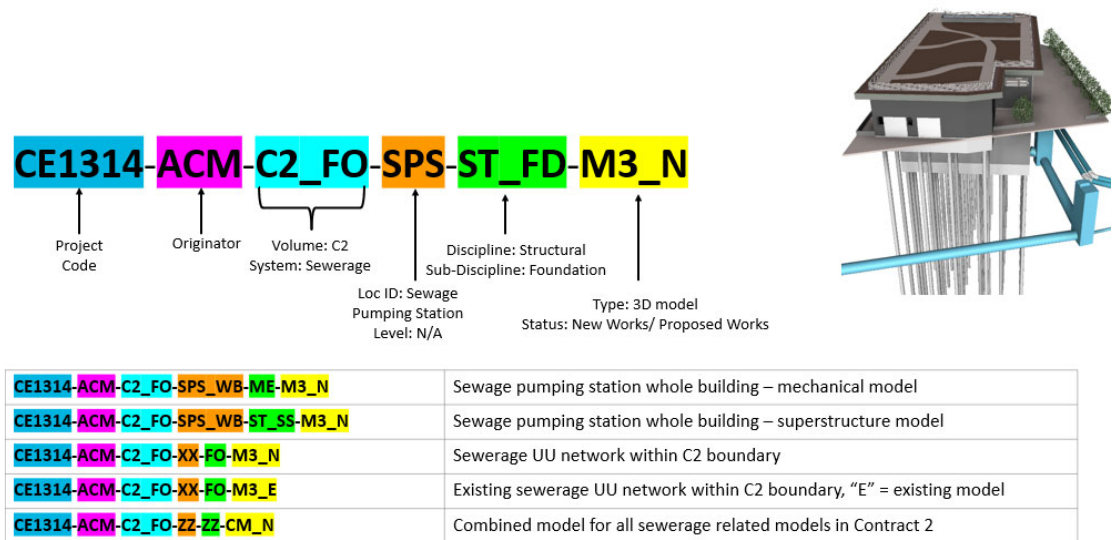 CE1314-ACM-C2_FO-SPS-ST_FD-M3_N
Project
Code
Originator
Volume: C2
System: Sewerage
Loc ID: Sewage
Pumping Station
Level: N/A
Discipline: Structural
Sub-Discipline: Foundation
Type: 3D model
Status: New Works/ Proposed Works
CE1314-ACM-C2_FO-SPS_WB-ME-M3_N Sewage pumping station whole building – mechanical model
CE1314-ACM-C2_FO-SPS_WB-ST_SS-M3_N Sewage pumping station whole building – superstructure model
CE1314-ACM-C2_FO-XX-FO-M3_N Sewerage UU network within C2 boundary
CE1314-ACM-C2_FO-XX-FO-M3_E Existing sewerage UU network within C2 boundary, “E” = existing model
CE1314-ACM-C2_FO-ZZ-ZZ-CM_N Combined model for all sewerage related models in Contract 2